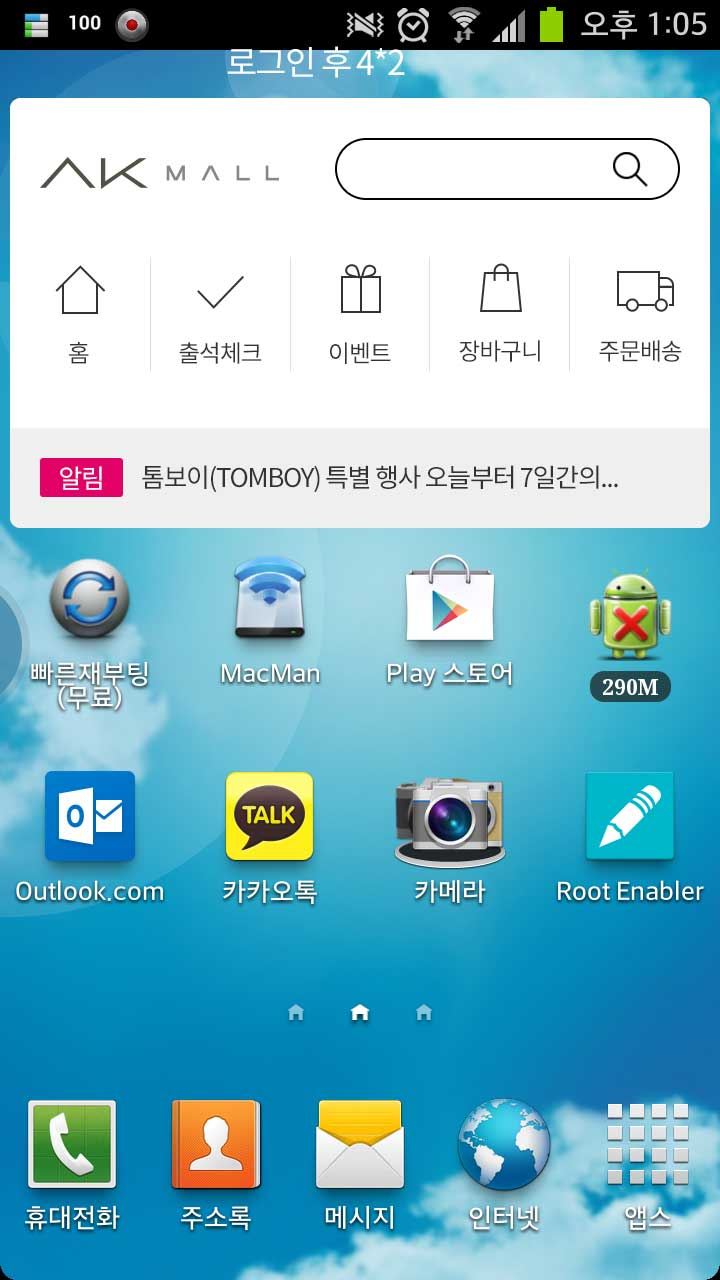 100 오후 1:05
로그인 후 4*2
AK MALL
홈 출석체크 이벤트 장바구니 주문배송
알림 톰보이(TOMBOY) 특별 행사 오늘부터 7일간의...
빠른재부팅 MacMan Play 스토어
(무료) 290M
O TALK
Outlook.com 카카오톡 카메라 Root Enabler
휴대전화 주소록 메시지 인터넷 앱스